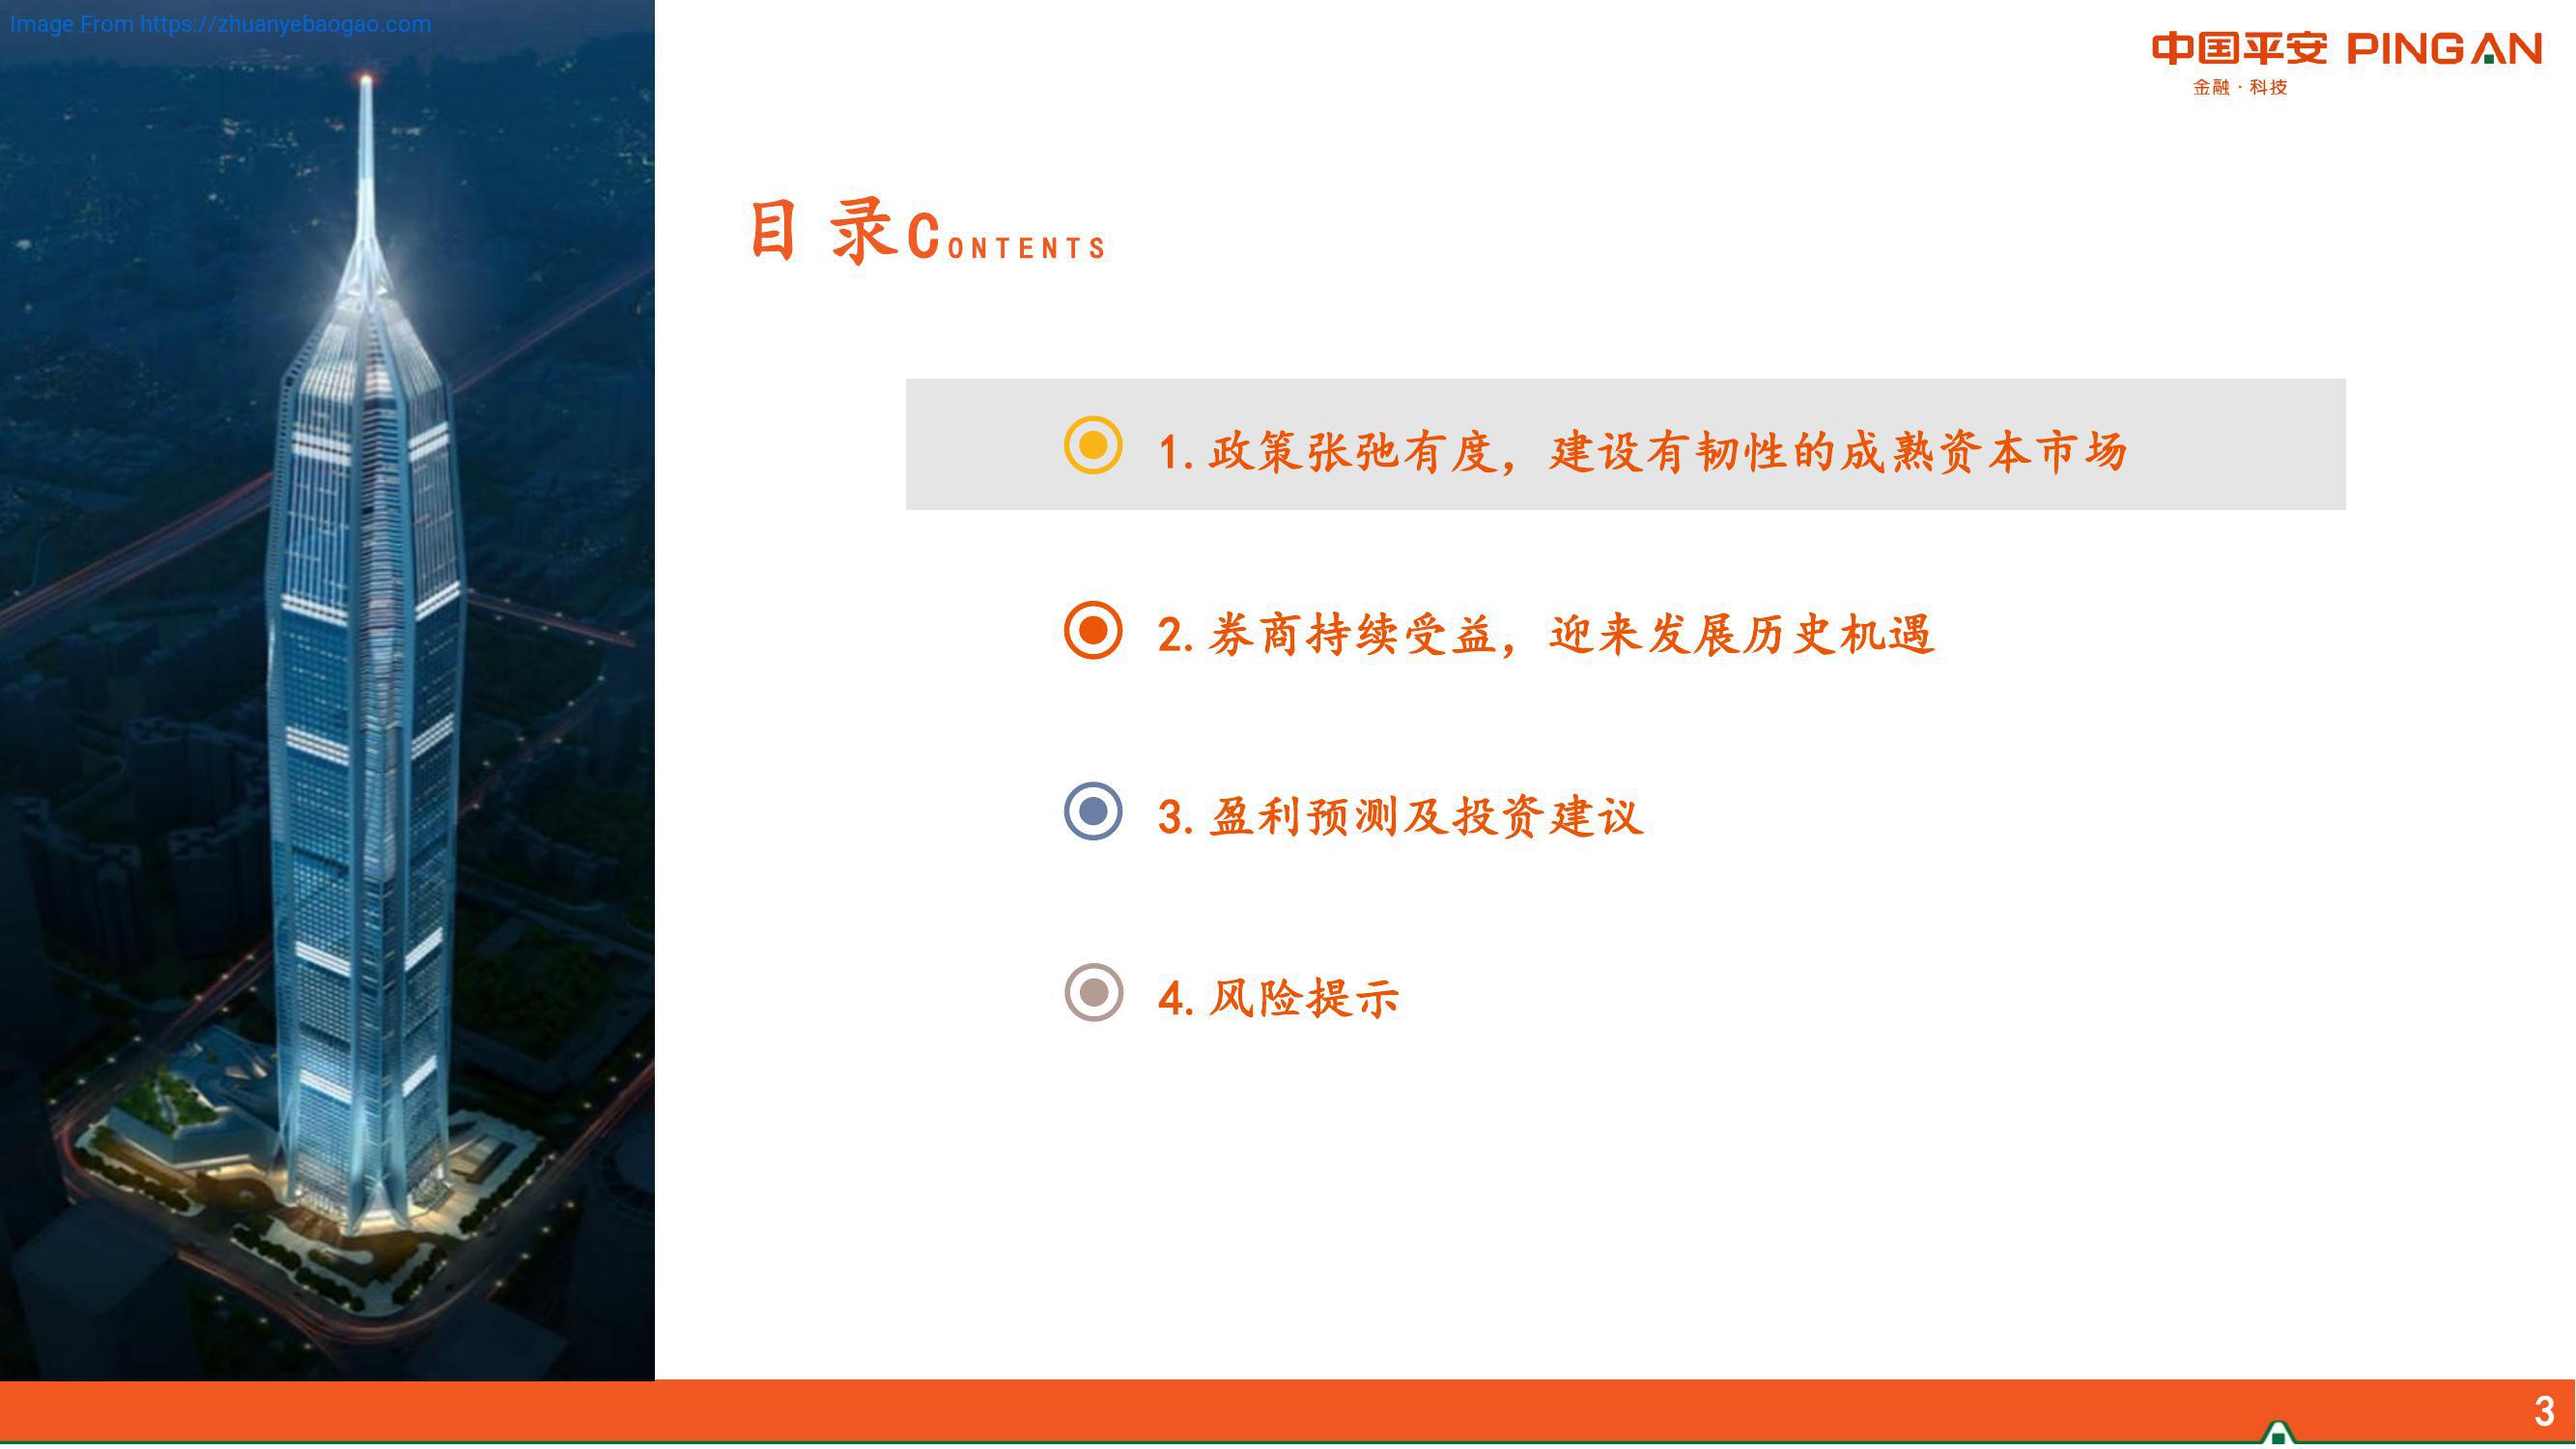 Image From https://zhuanyebaogao.com
中国平安 PING AN
金融·科技
目录CONTENTS
1.政策张弛有度，建设有韧性的成熟资本市场
2.券商持续受益，迎来发展历史机遇
3.盈利预测及投资建议
4.风险提示
3